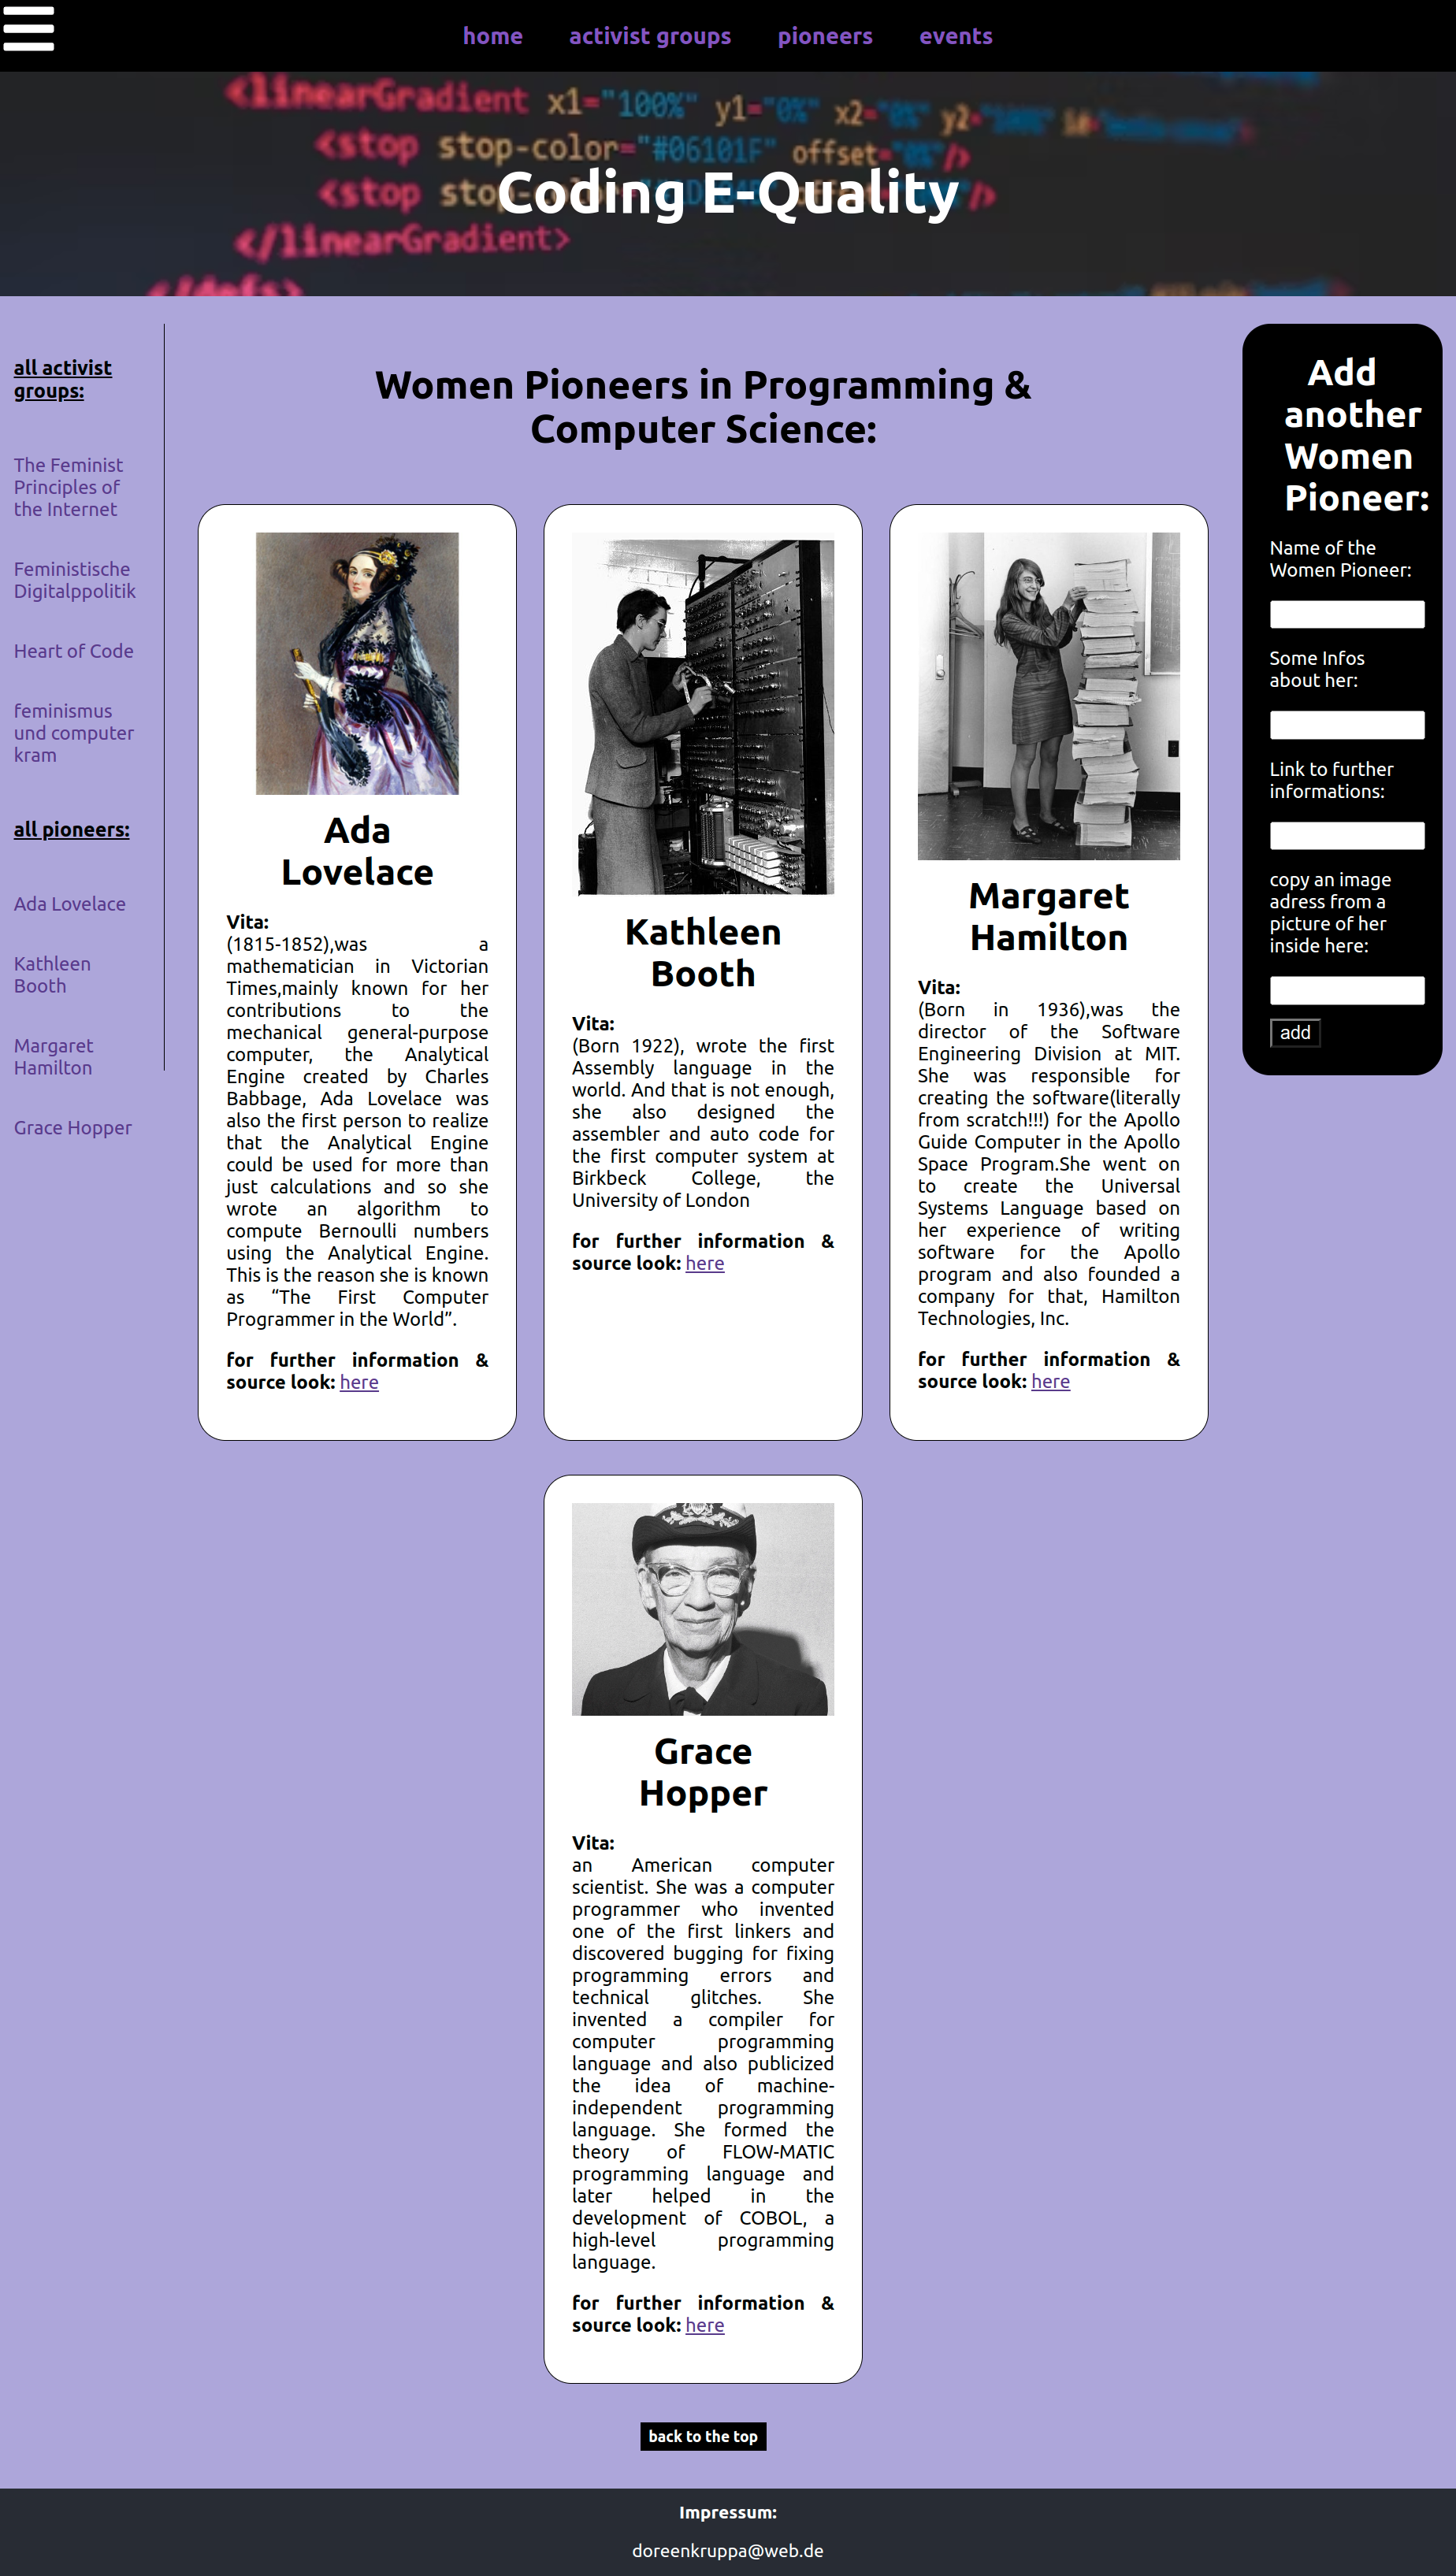 home activist groups pioneers events
<linearGradient x1="100%" y1="0%" x2="0%" y2="100%"
<stop stop-color="#06101F" offset="0%"/>
<stop
</linearGradient>
</defs>
Coding E-Quality
all activist
groups:
The Feminist
Principles of
the Internet
Feministische
Digitalppolitik
Heart of Code
feminismus
und computer
kram
all pioneers:
Ada Lovelace
Kathleen
Booth
Margaret
Hamilton
Grace Hopper
Women Pioneers in Programming &
Computer Science:
Ada
Lovelace
Vita:
(1815-1852),was a
mathematician in Victorian
Times,mainly known for her
contributions to the
mechanical general-purpose
computer, the Analytical
Engine created by Charles
Babbage, Ada Lovelace was
also the first person to realize
that the Analytical Engine
could be used for more than
just calculations and so she
wrote an algorithm to
compute Bernoulli numbers
using the Analytical Engine.
This is the reason she is known
as “The First Computer
Programmer in the World”.
for further information &
source look: here
Kathleen
Booth
Vita:
(Born 1922), wrote the first
Assembly language in the
world. And that is not enough,
she also designed the
assembler and auto code for
the first computer system at
Birkbeck College, the
University of London
for further information &
source look: here
Margaret
Hamilton
Vita:
(Born in 1936),was the
director of the Software
Engineering Division at MIT.
She was responsible for
creating the software(literally
from scratch!!!) for the Apollo
Guide Computer in the Apollo
Space Program.She went on
to create the Universal
Systems Language based on
her experience of writing
software for the Apollo
program and also founded a
company for that, Hamilton
Technologies, Inc.
for further information &
source look: here
Grace
Hopper
Vita:
an American computer
scientist. She was a computer
programmer who invented
one of the first linkers and
discovered bugging for fixing
programming errors and
technical glitches. She
invented a compiler for
computer programming
language and also publicized
the idea of machine-
independent programming
language. She formed the
theory of FLOW-MATIC
programming language and
later helped in the
development of COBOL, a
high-level programming
language.
for further information &
source look: here
Add
another
Women
Pioneer:
Name of the
Women Pioneer:
Some Infos
about her:
Link to further
informations:
copy an image
adress from a
picture of her
inside here:
add
back to the top
Impressum:
doreenkruppa@web.de